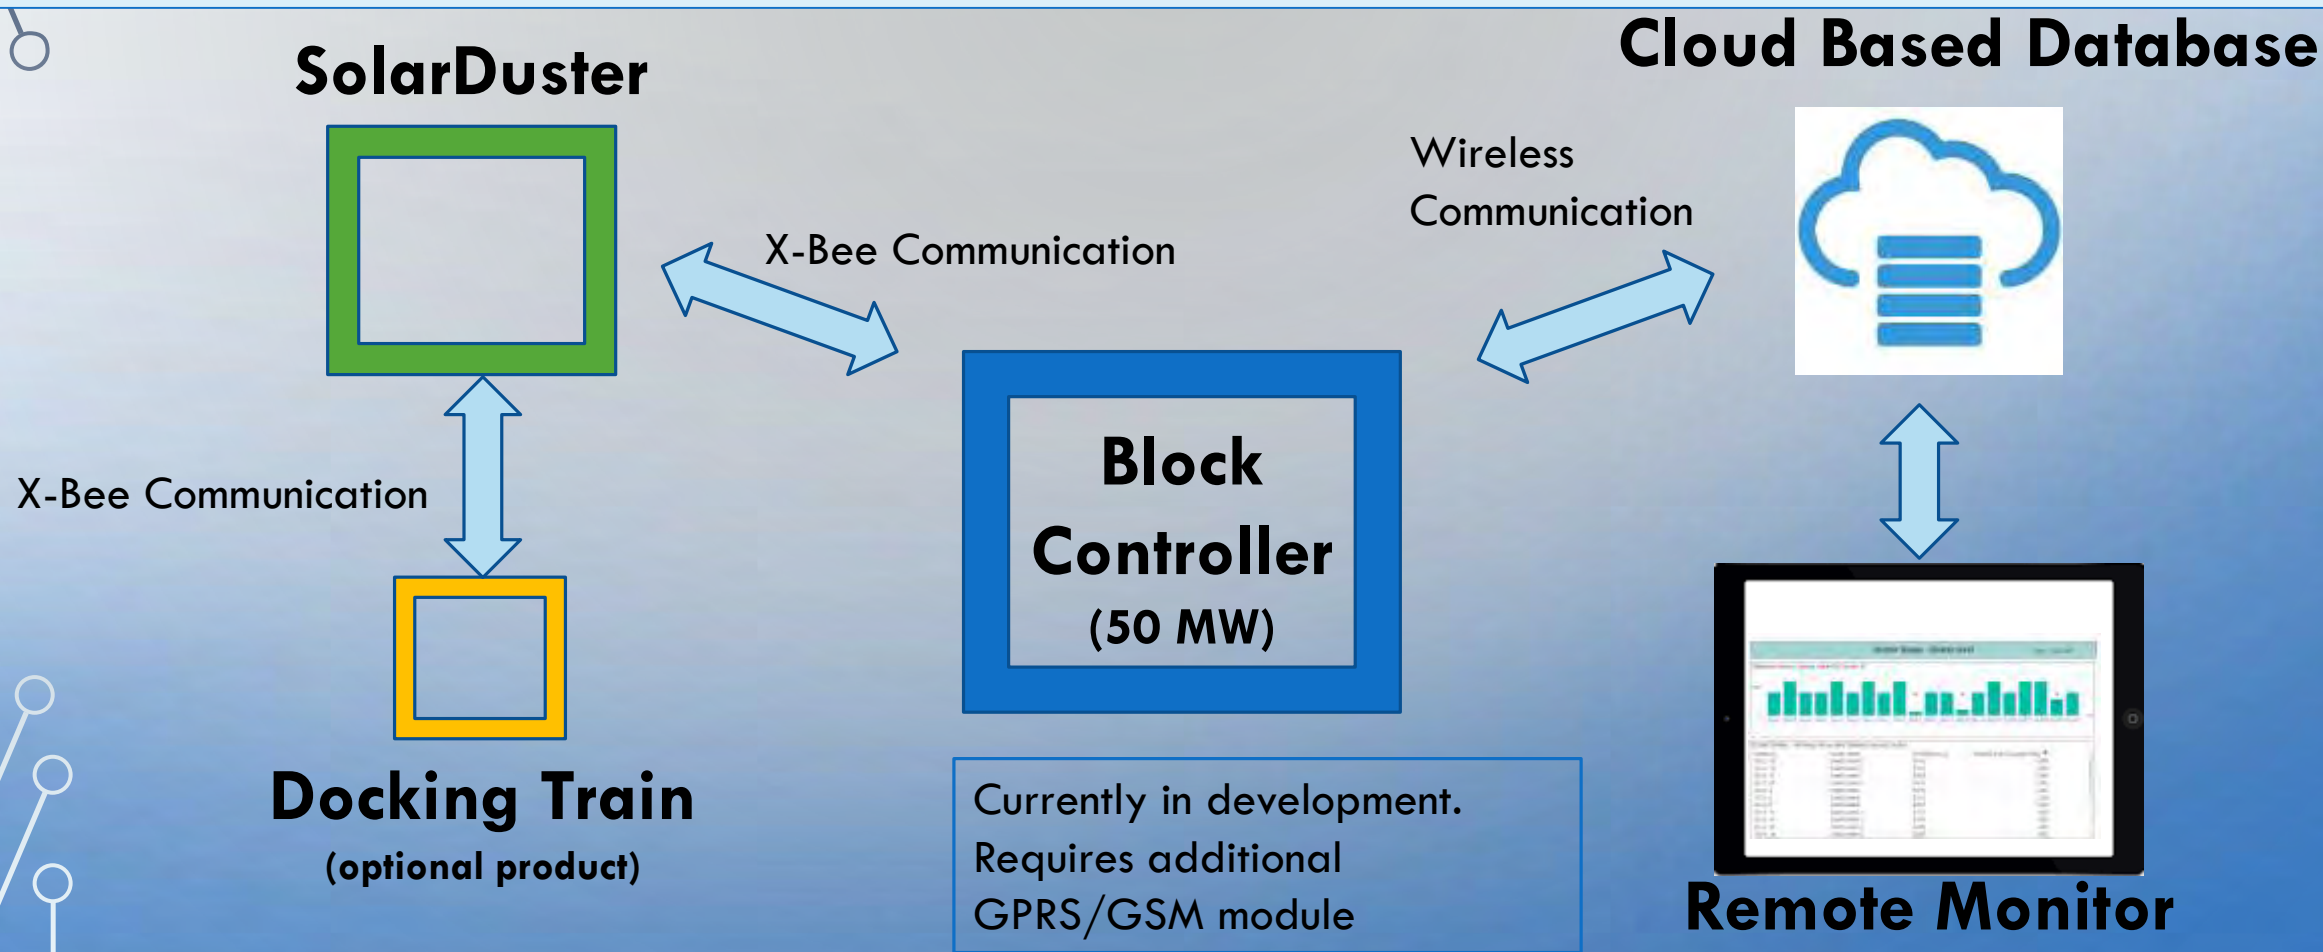 SolarDuster
Cloud Based Database
Wireless
Communication
X-Bee Communication
Block
Controller
(50 MW)
X-Bee Communication
Docking Train
(optional product)
Currently in development.
Requires additional
GPRS/GSM module
Remote Monitor